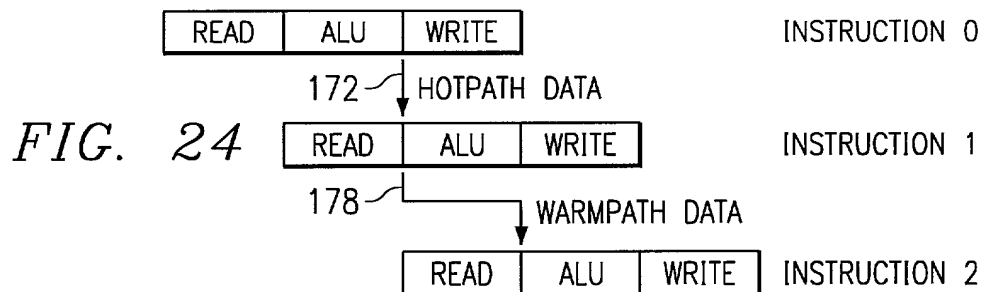 READ ALU WRITE INSTRUCTION 0
172 HOTPATH DATA
FIG. 24 READ ALU WRITE INSTRUCTION 1
178 WARMPATH DATA
READ ALU WRITE INSTRUCTION 2